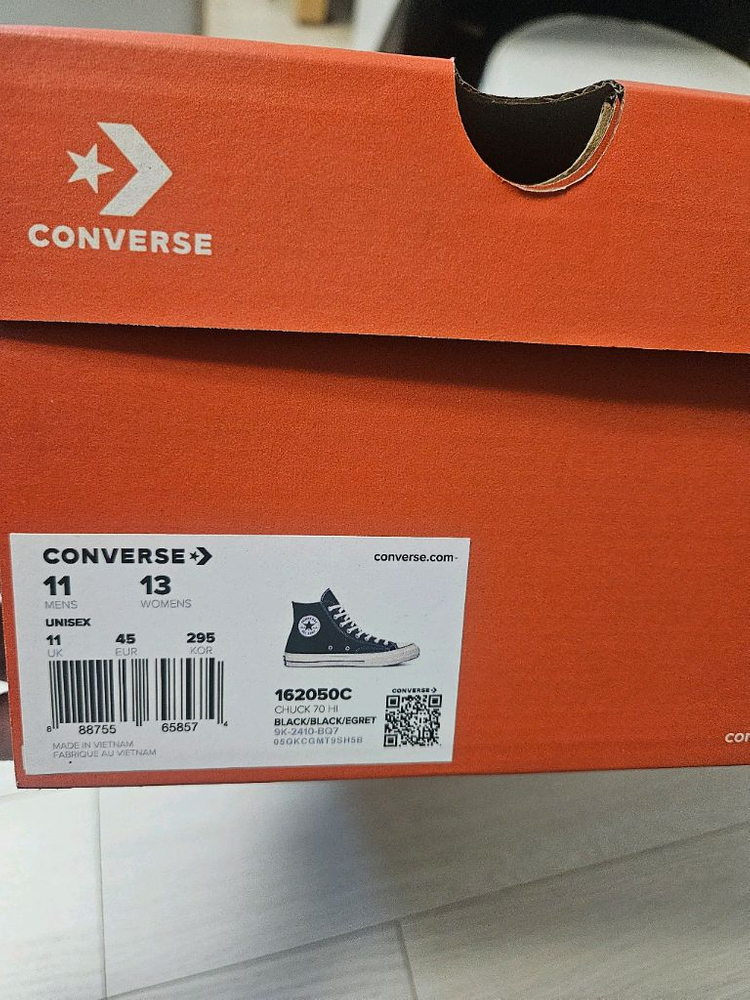 CONVERSE
CONVERSE
converse.com
11 13
MENS WOMENS
UNISEX
11 45 295
UK EUR KOR
8 88755 65857 4
MADE IN VIETNAM
FABRIQUE AU VIETNAM
162050C
CHUCK 70 HI
BLACK/BLACK/EGRET
9K-2410-BQ7
05QKCGMT9SH5B
CONVERSE